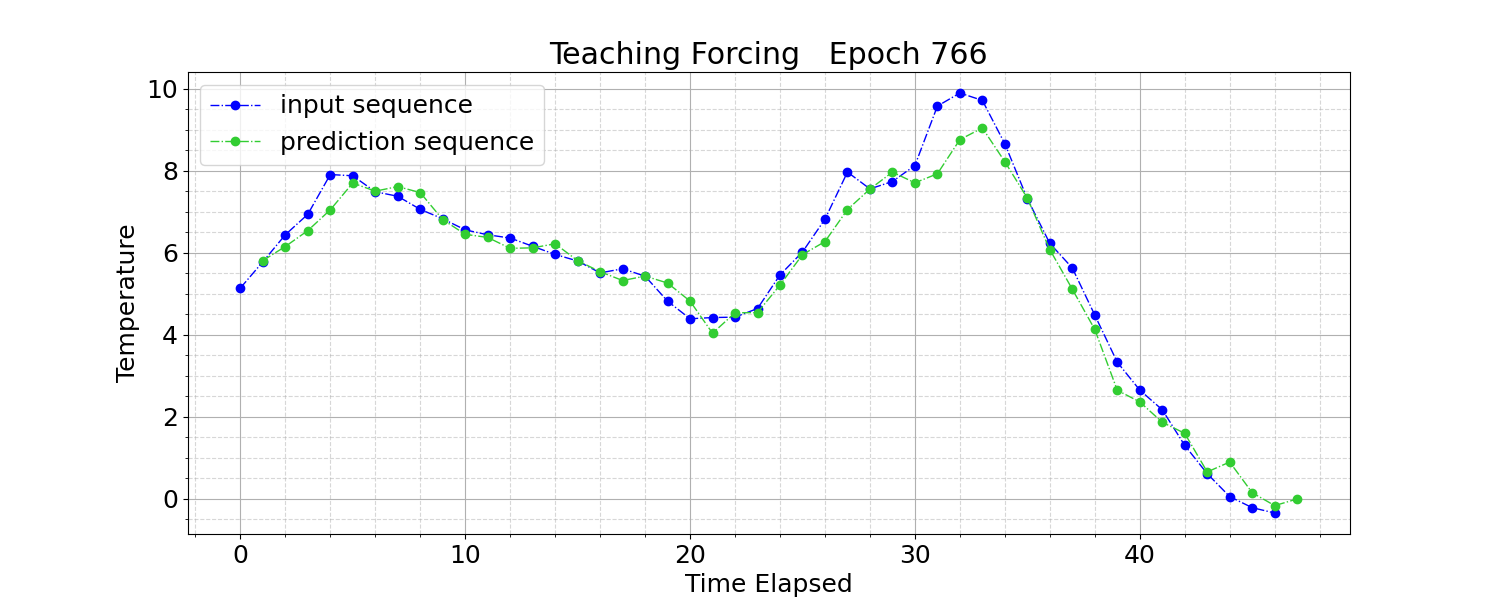 Teaching Forcing   Epoch 766
10
input sequence
prediction sequence
8
6
4
2
0
Temperature
0 10 20 30 40
Time Elapsed